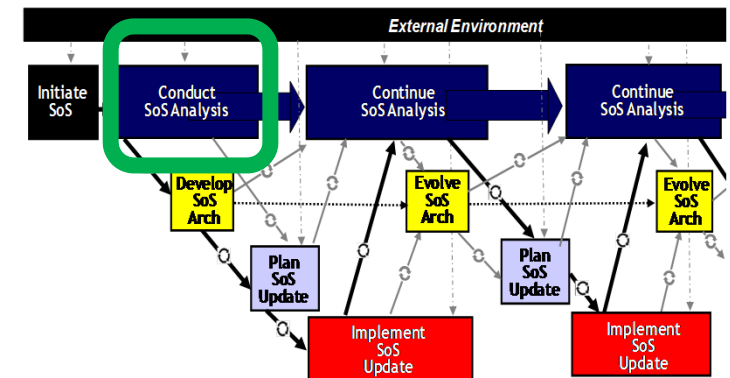 External Environment
Initiate
SoS
Conduct
SoS Analysis
Continue
SoS Analysis
Continue
SoS Analysis
Develop
SoS
Arch
Evolve
SoS
Arch
Evolve
SoS
Arch
Plan
SoS
Update
Plan
SoS
Update
Implement
SoS
Update
Implement
SoS
Update